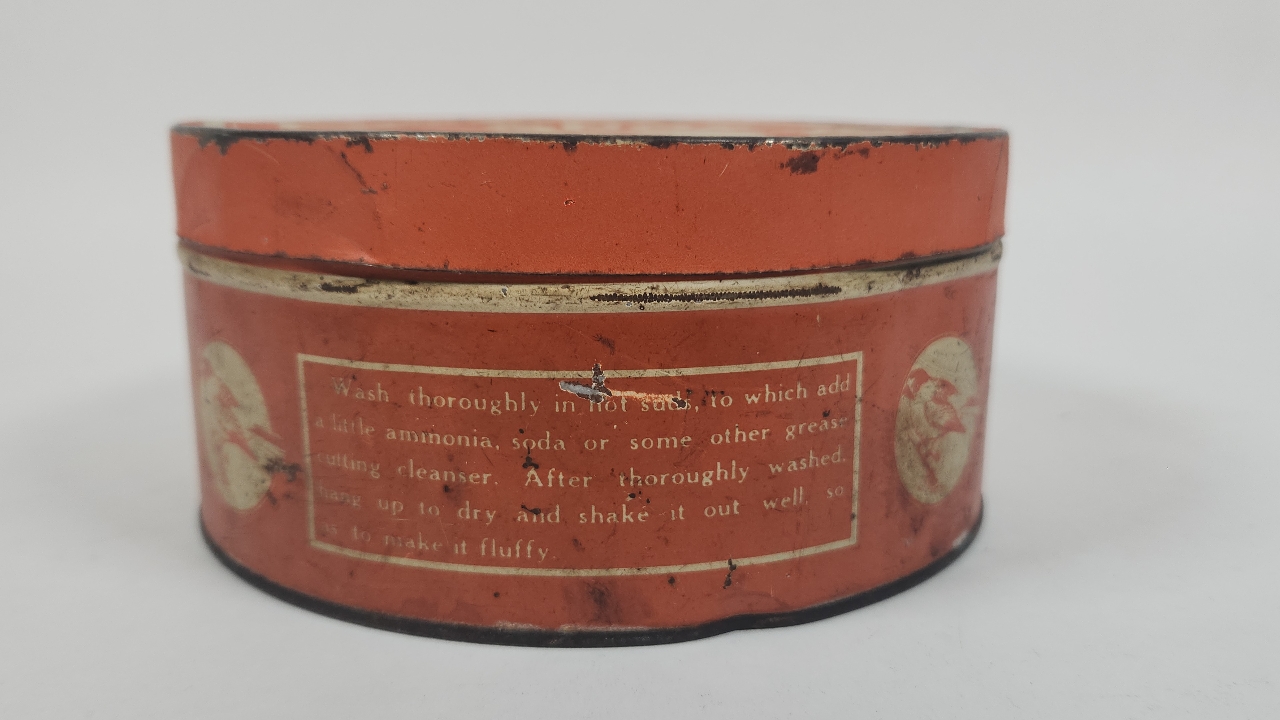 Wash thoroughly in hot suds, to which add
a little ammonia, soda or some other grease
cutting cleanser. After thoroughly washed,
hang up to dry and shake it out well, so
as to make it fluffy.